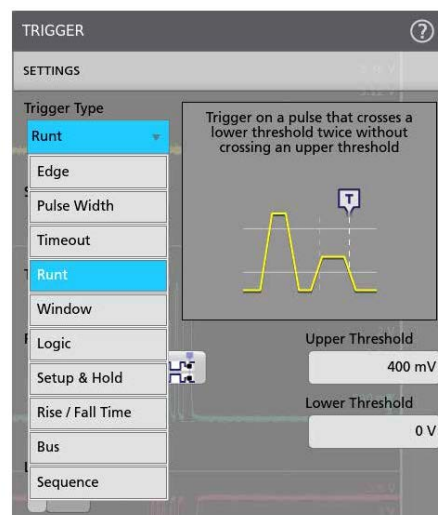 TRIGGER
?
SETTINGS
Trigger Type
Runt
Trigger on a pulse that crosses a
lower threshold twice without
crossing an upper threshold
T
Edge
Pulse Width
Timeout
Runt
Window
Logic
Setup & Hold
Rise / Fall Time
Bus
Sequence
Upper Threshold
400 mV
Lower Threshold
0 V